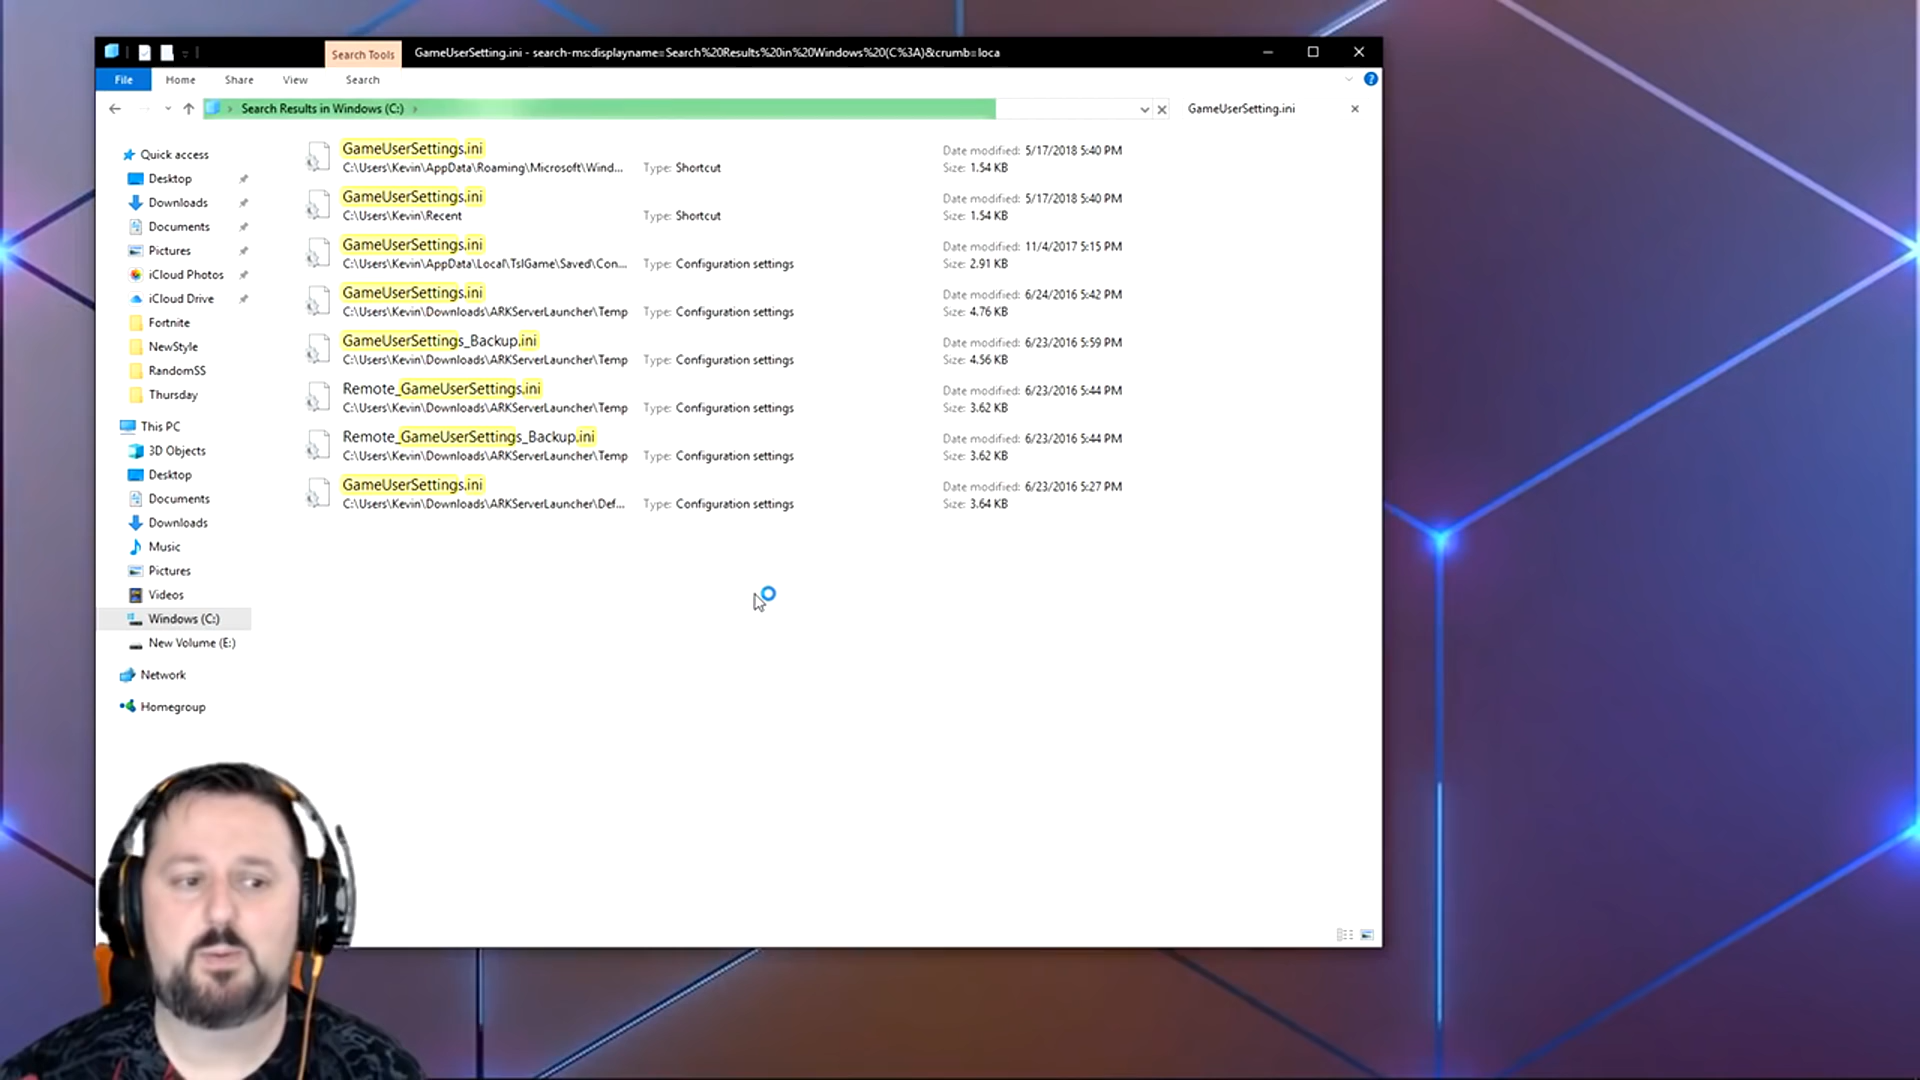 Search Tools
GameUserSetting.ini - search-ms:displayname=Search%20Results%20in%20Windows%20(C%3A)&crumb=loca
File Home Share View Search
Search Results in Windows (C:)
GameUserSetting.ini
Quick access
Desktop
Downloads
Documents
Pictures
iCloud Photos
iCloud Drive
Fortnite
NewStyle
RandomSS
Thursday
This PC
3D Objects
Desktop
Documents
Downloads
Music
Pictures
Videos
Windows (C:)
New Volume (E:)
Network
Homegroup
GameUserSettings.ini Date modified: 5/17/2018 5:40 PM
C:\Users\Kevin\AppData\Roaming\Microsoft\Wind... Type: Shortcut Size: 1.54 KB
GameUserSettings.ini Date modified: 5/17/2018 5:40 PM
C:\Users\Kevin\Recent Type: Shortcut Size: 1.54 KB
GameUserSettings.ini Date modified: 11/4/2017 5:15 PM
C:\Users\Kevin\AppData\Local\TslGame\Saved\Con... Type: Configuration settings Size: 2.91 KB
GameUserSettings.ini Date modified: 6/24/2016 5:42 PM
C:\Users\Kevin\Downloads\ARKServerLauncher\Temp Type: Configuration settings Size: 4.76 KB
GameUserSettings_Backup.ini Date modified: 6/23/2016 5:59 PM
C:\Users\Kevin\Downloads\ARKServerLauncher\Temp Type: Configuration settings Size: 4.56 KB
Remote_GameUserSettings.ini Date modified: 6/23/2016 5:44 PM
C:\Users\Kevin\Downloads\ARKServerLauncher\Temp Type: Configuration settings Size: 3.62 KB
Remote_GameUserSettings_Backup.ini Date modified: 6/23/2016 5:44 PM
C:\Users\Kevin\Downloads\ARKServerLauncher\Temp Type: Configuration settings Size: 3.62 KB
GameUserSettings.ini Date modified: 6/23/2016 5:27 PM
C:\Users\Kevin\Downloads\ARKServerLauncher\Def... Type: Configuration settings Size: 3.64 KB